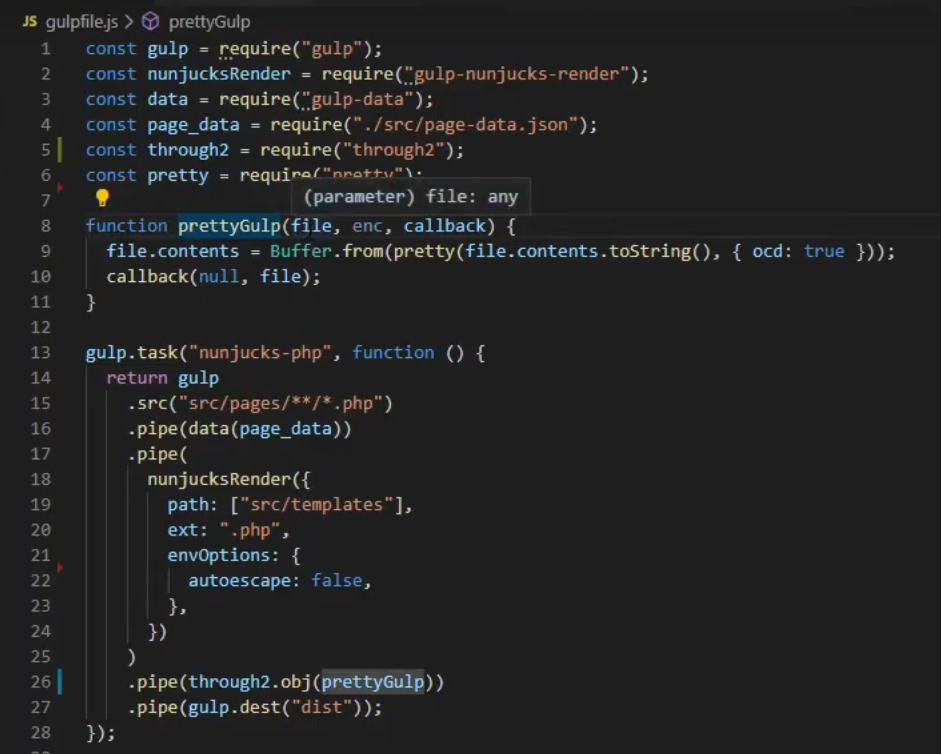 JS gulpfile.js > prettyGulp
1 const gulp = require("gulp");
2 const nunjucksRender = require("gulp-nunjucks-render");
3 const data = require("gulp-data");
4 const page_data = require("./src/page-data.json");
5 const through2 = require("through2");
6 const pretty = require("pretty");
7 (parameter) file: any
8 function prettyGulp(file, enc, callback) {
9 file.contents = Buffer.from(pretty(file.contents.toString(), { ocd: true }));
10 callback(null, file);
11 }
12
13 gulp.task("nunjucks-php", function () {
14 return gulp
15 .src("src/pages/**/*.php")
16 .pipe(data(page_data))
17 .pipe(
18 nunjucksRender({
19 path: ["src/templates"],
20 ext: ".php",
21 envOptions: {
22 autoescape: false,
23 },
24 })
25 )
26 .pipe(through2.obj(prettyGulp))
27 .pipe(gulp.dest("dist"));
28 });